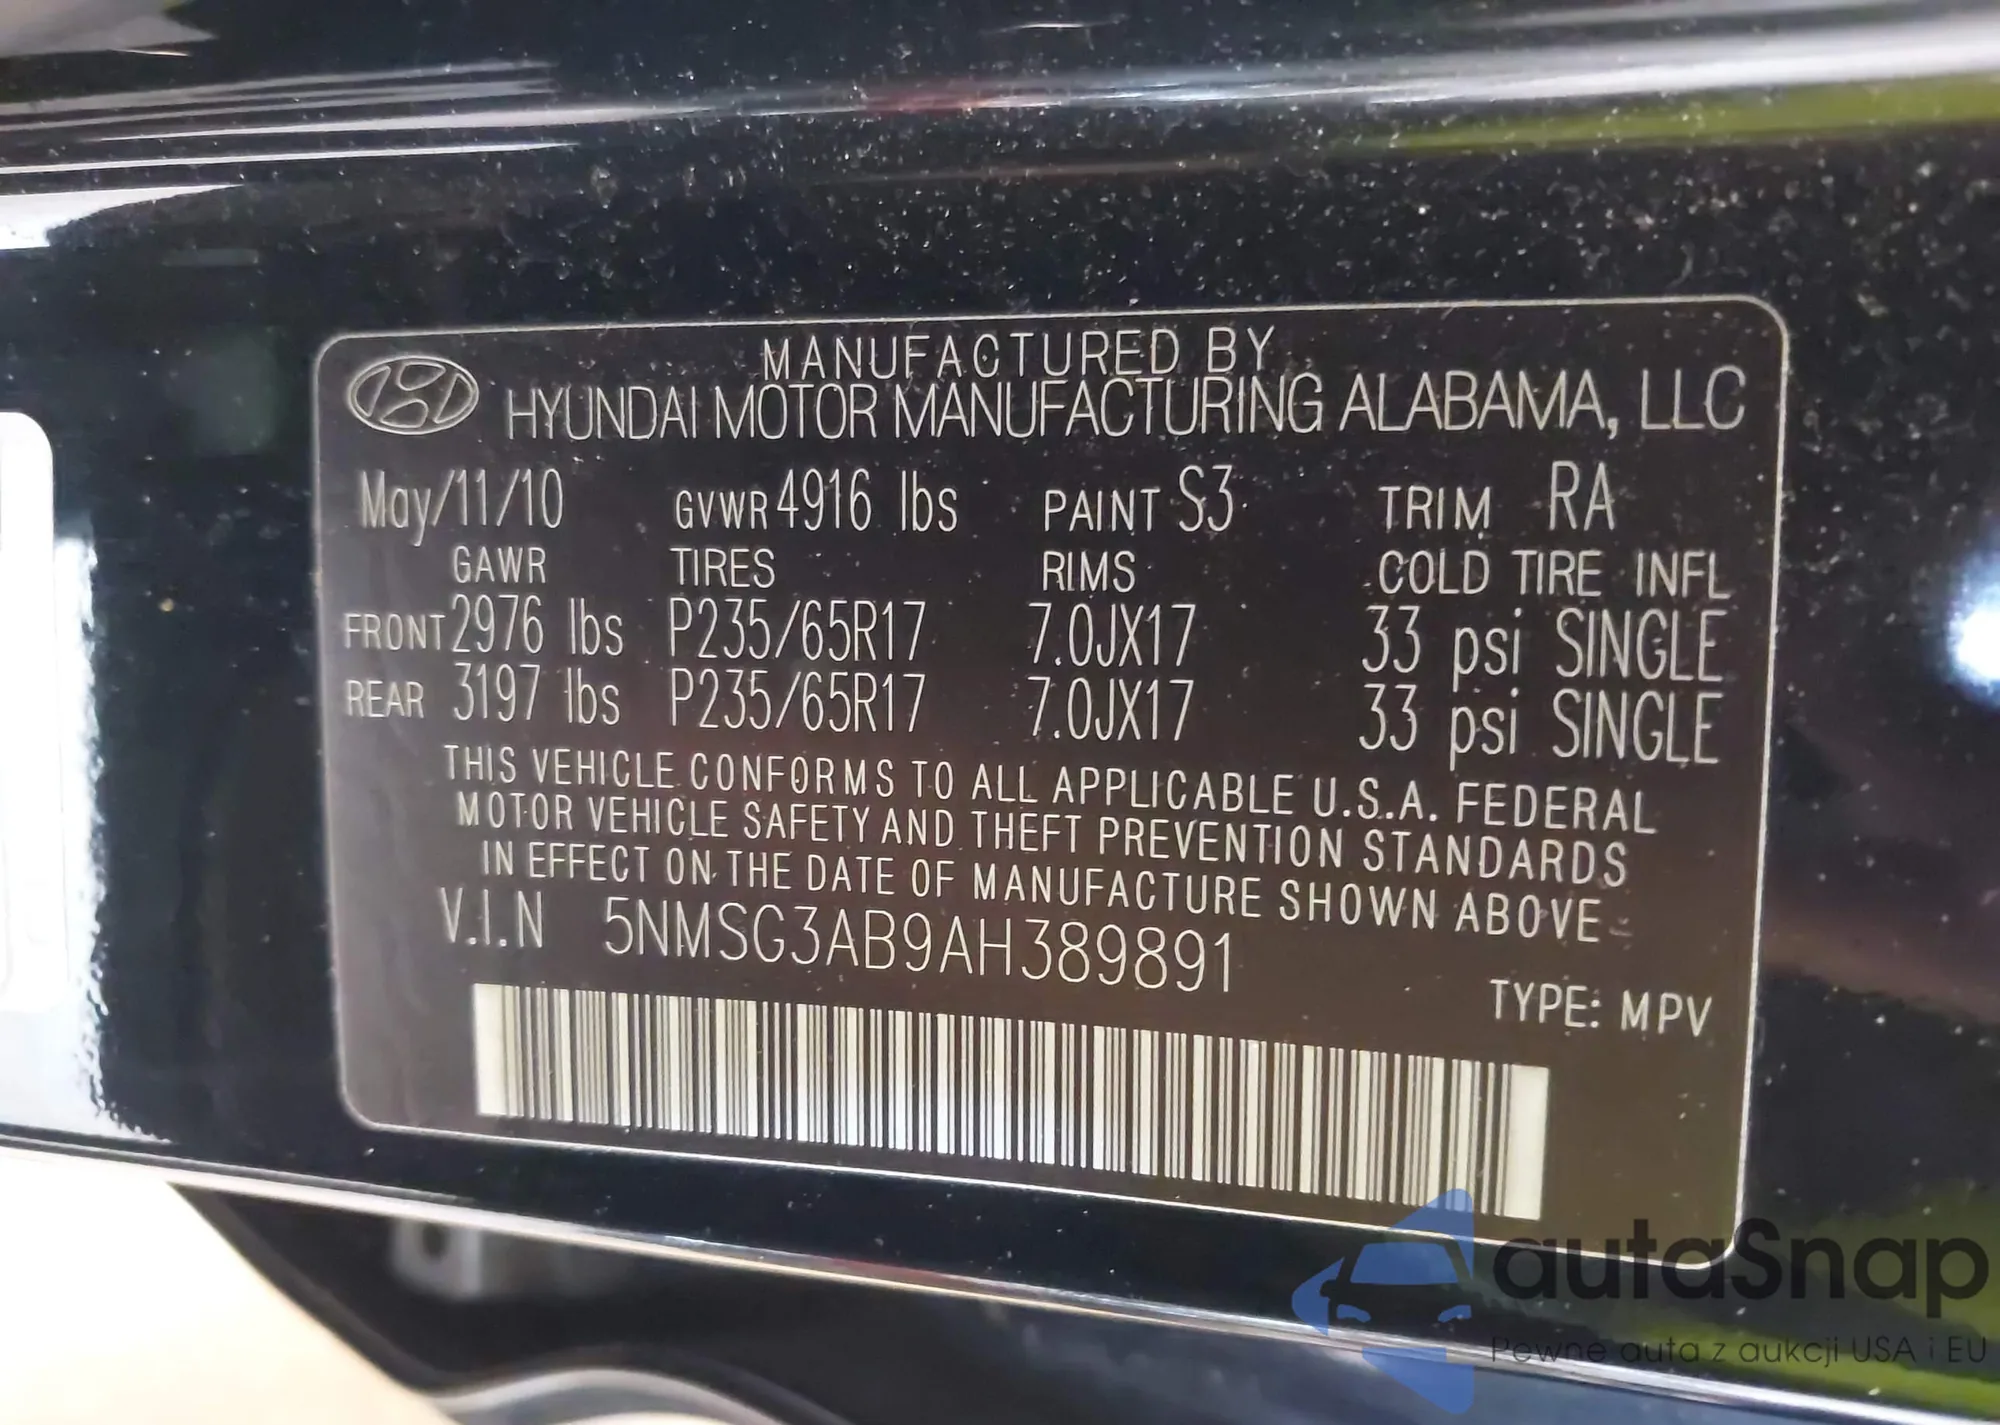 MANUFACTURED BY
HYUNDAI MOTOR MANUFACTURING ALABAMA, LLC
May/11/10 GVWR 4916 lbs PAINT S3 TRIM RA
GAWR TIRES RIMS COLD TIRE INFL
FRONT 2976 lbs P235/65R17 7.0JX17 33 psi SINGLE
REAR 3197 lbs P235/65R17 7.0JX17 33 psi SINGLE
THIS VEHICLE CONFORMS TO ALL APPLICABLE U.S.A. FEDERAL
MOTOR VEHICLE SAFETY AND THEFT PREVENTION STANDARDS
IN EFFECT ON THE DATE OF MANUFACTURE SHOWN ABOVE
V.I.N 5NMSG3AB9AH389891
TYPE: MPV
autaSnap
Pewne auta z aukcji USA i EU